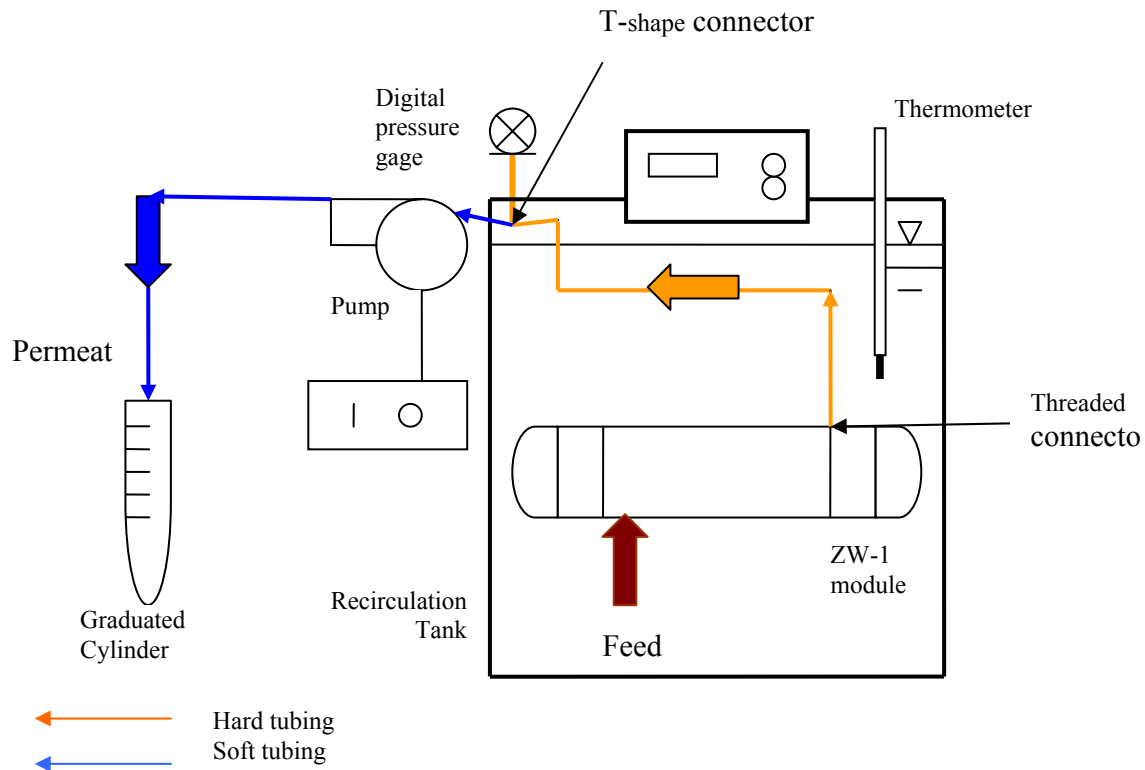 T-shape connector
Digital
pressure
gage
Thermometer
Pump
Permeat
Threaded
connecto
ZW-1
module
Recirculation
Tank
Graduated
Cylinder
Feed
Hard tubing
Soft tubing